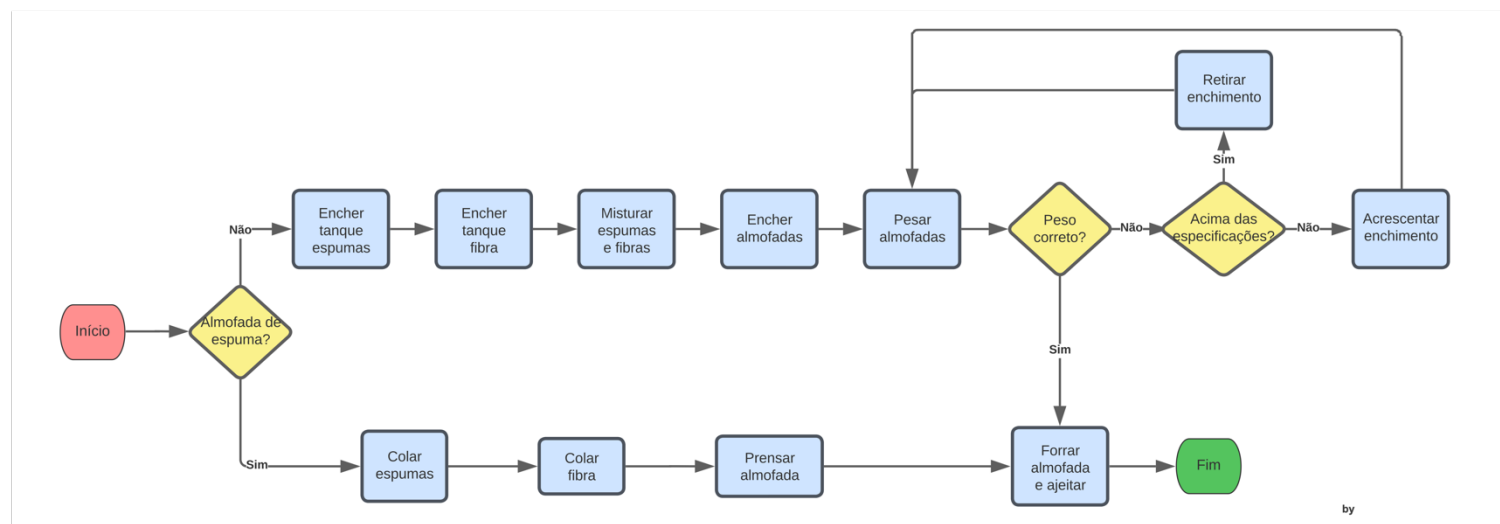 Início
Almofada de
espuma?
Não
Encher
tanque
espumas
Encher
tanque
fibra
Misturar
espumas
e fibras
Encher
almofadas
Pesar
almofadas
Peso
correto?
Não
Acima das
especificações?
Sim
Retirar
enchimento
Não
Acrescentar
enchimento
Sim
Sim
Colar
espumas
Colar
fibra
Prensar
almofada
Forrar
almofada
e ajeitar
Fim
by